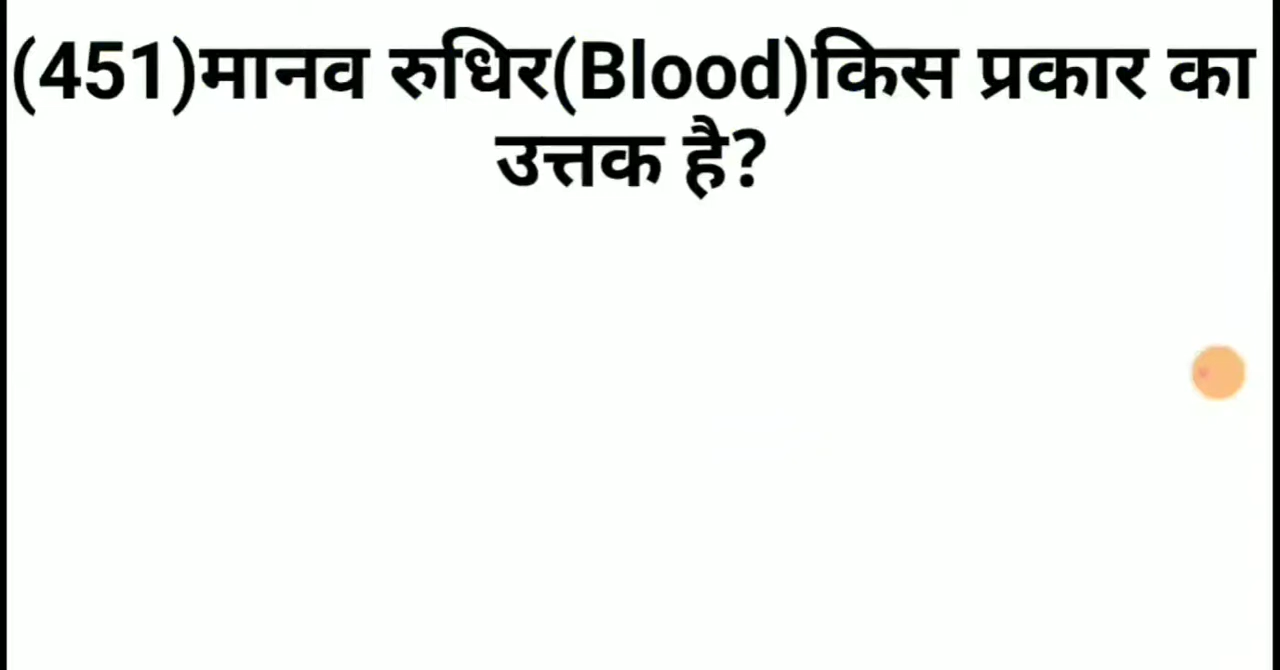 (451)मानव रुधिर(Blood)किस प्रकार का
उत्तक है?